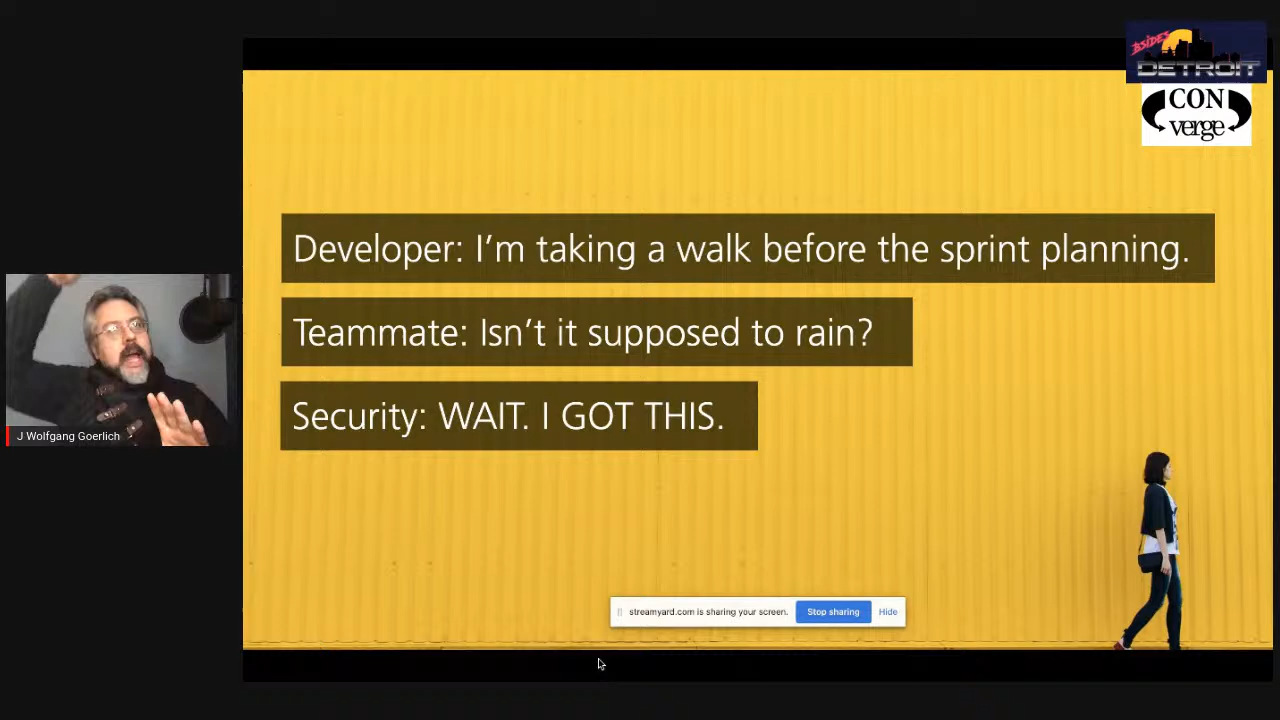 BSIDES
DETROIT
CON
verge
Developer: I'm taking a walk before the sprint planning.
Teammate: Isn't it supposed to rain?
Security: WAIT. I GOT THIS.
J Wolfgang Goerlich
streamyard.com is sharing your screen. Stop sharing Hide